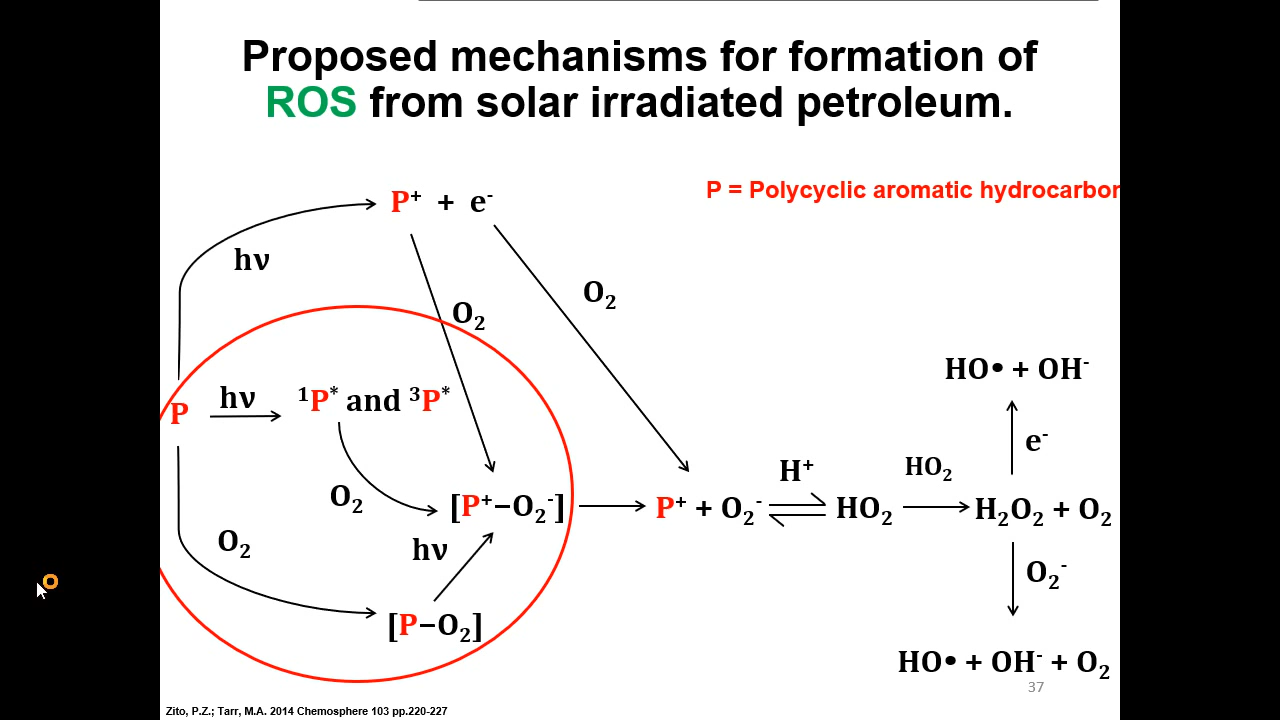 Proposed mechanisms for formation of
ROS from solar irradiated petroleum.
P = Polycyclic aromatic hydrocarbor
P⁺ + e⁻
hν
O₂
O₂
HO• + OH⁻
P
hν
¹P* and ³P*
e⁻
H⁺
HO₂
O₂
[P⁺–O₂⁻]
P⁺ + O₂⁻
HO₂
H₂O₂ + O₂
O₂
hν
O₂⁻
[P–O₂]
HO• + OH⁻ + O₂
37
Zito, P.Z.; Tarr, M.A. 2014 Chemosphere 103 pp.220-227